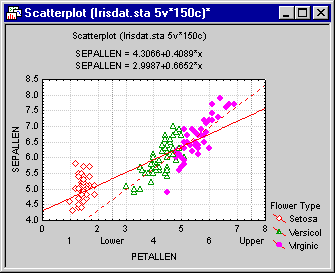 Scatterplot (Irisdat.sta 5v*150c)*
Scatterplot (Irisdat.sta 5v*150c)
SEPALLEN = 4.3066+0.4089*x
SEPALLEN = 2.9987+0.6652*x
8.5
8.0
7.5
7.0
6.5
6.0
5.5
5.0
4.5
4.0
SEPALLEN
0 1 Lower 3 4 5 6 7 Upper 8
PETALLEN
Flower Type
Setosa
Versicol
Virginic